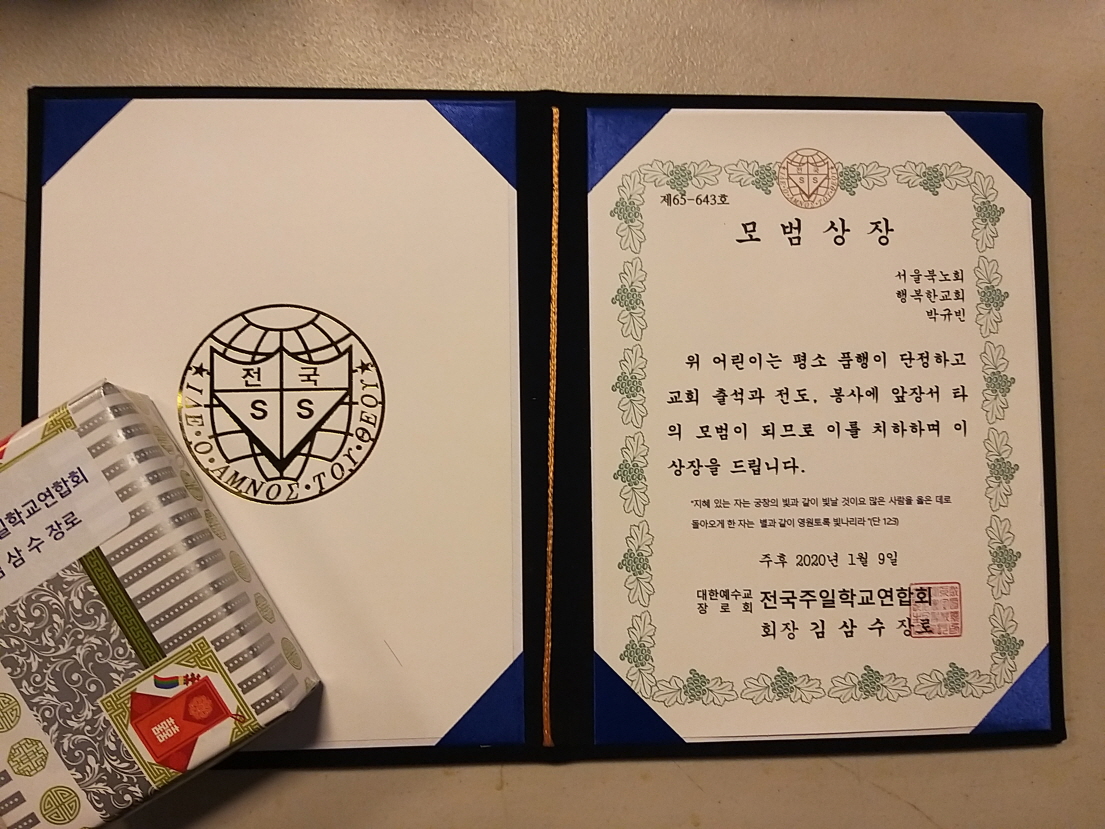 전 국
S S
ΙΔΕ·Ο·ΑΜΝΟΣ·ΤΟΥ·ΘΕΟΥ
일학교연합회
삼 수 장로
제65-643호
모 범 상 장
서울북노회
행복한교회
박규빈
위 어린이는 평소 품행이 단정하고
교회 출석과 전도, 봉사에 앞장서 타
의 모범이 되므로 이를 치하하며 이
상장을 드립니다.
"지혜 있는 자는 궁창의 빛과 같이 빛날 것이요 많은 사람을 옳은 데로
돌아오게 한 자는 별과 같이 영원토록 빛나리라 "(단 12:3)
주후 2020년 1월 9일
대한예수교
장 로 회 전국주일학교연합회
회장 김 삼 수 장로